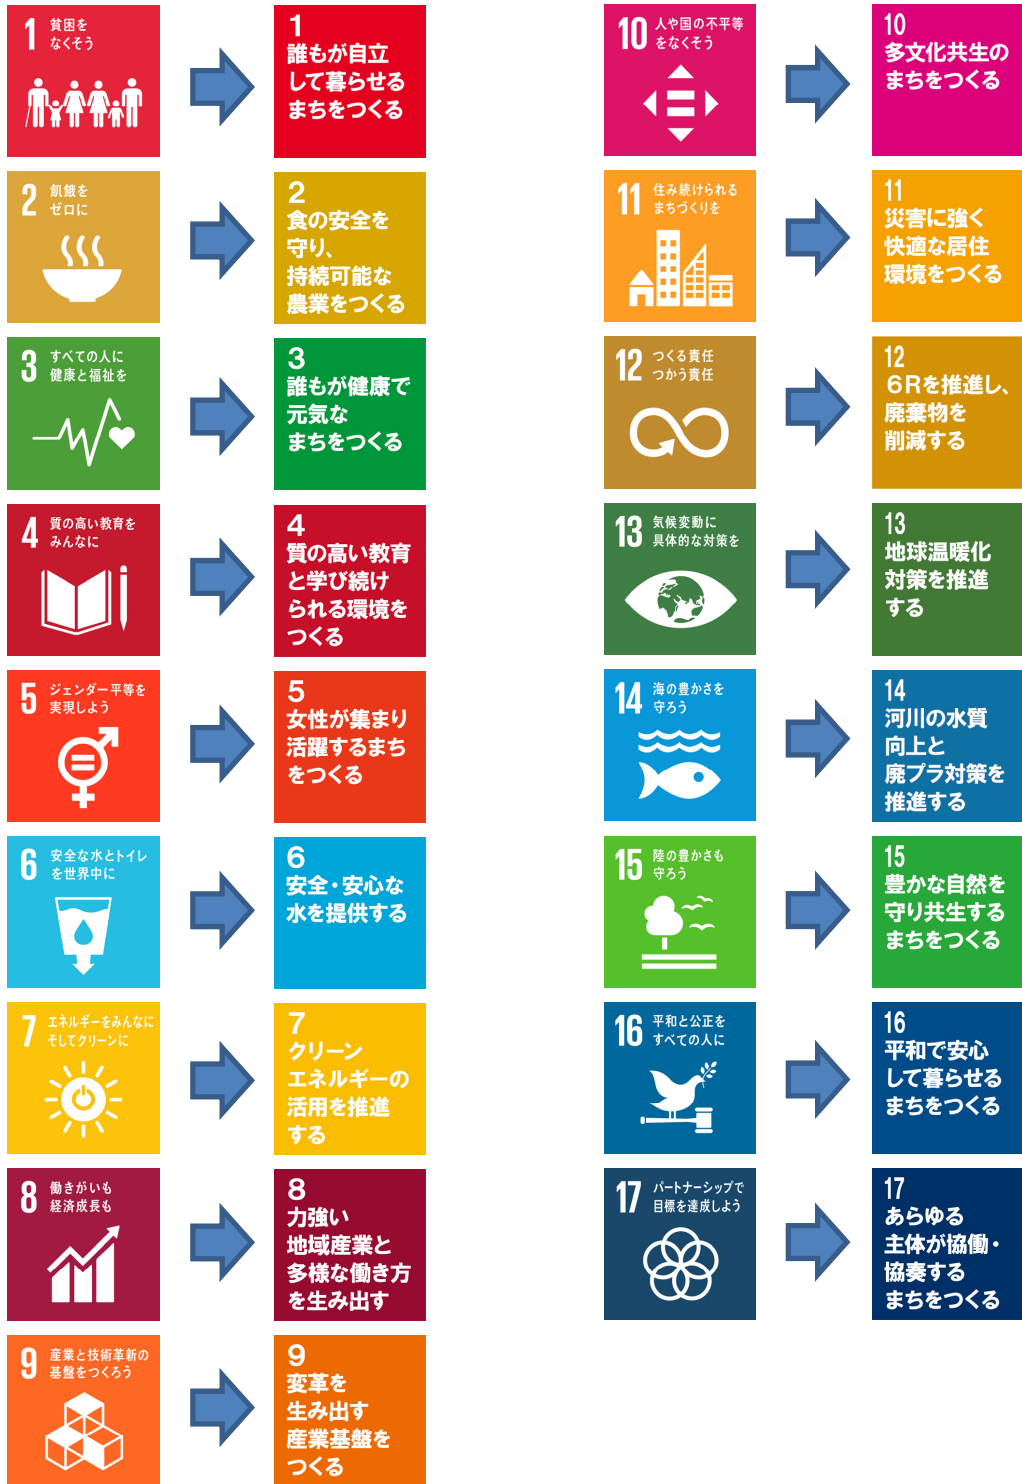 1 貧困を
なくそう
1
誰もが自立
して暮らせる
まちをつくる
2 飢餓を
ゼロに
2
食の安全を
守り、
持続可能な
農業をつくる
3 すべての人に
健康と福祉を
3
誰もが健康で
元気な
まちをつくる
4 質の高い教育を
みんなに
4
質の高い教育
と学び続け
られる環境を
つくる
5 ジェンダー平等を
実現しよう
5
女性が集まり
活躍するまち
をつくる
6 安全な水とトイレ
を世界中に
6
安全・安心な
水を提供する
7 エネルギーをみんなに
そしてクリーンに
7
クリーン
エネルギーの
活用を推進
する
8 働きがいも
経済成長も
8
力強い
地域産業と
多様な働き方
を生み出す
9 産業と技術革新の
基盤をつくろう
9
変革を
生み出す
産業基盤を
つくる
10 人や国の不平等
をなくそう
10
多文化共生の
まちをつくる
11 住み続けられる
まちづくりを
11
災害に強く
快適な居住
環境をつくる
12 つくる責任
つかう責任
12
6Rを推進し、
廃棄物を
削減する
13 気候変動に
具体的な対策を
13
地球温暖化
対策を推進
する
14 海の豊かさを
守ろう
14
河川の水質
向上と
廃プラ対策を
推進する
15 陸の豊かさも
守ろう
15
豊かな自然を
守り共生する
まちをつくる
16 平和と公正を
すべての人に
16
平和で安心
して暮らせる
まちをつくる
17 パートナーシップで
目標を達成しよう
17
あらゆる
主体が協働・
協奏する
まちをつくる